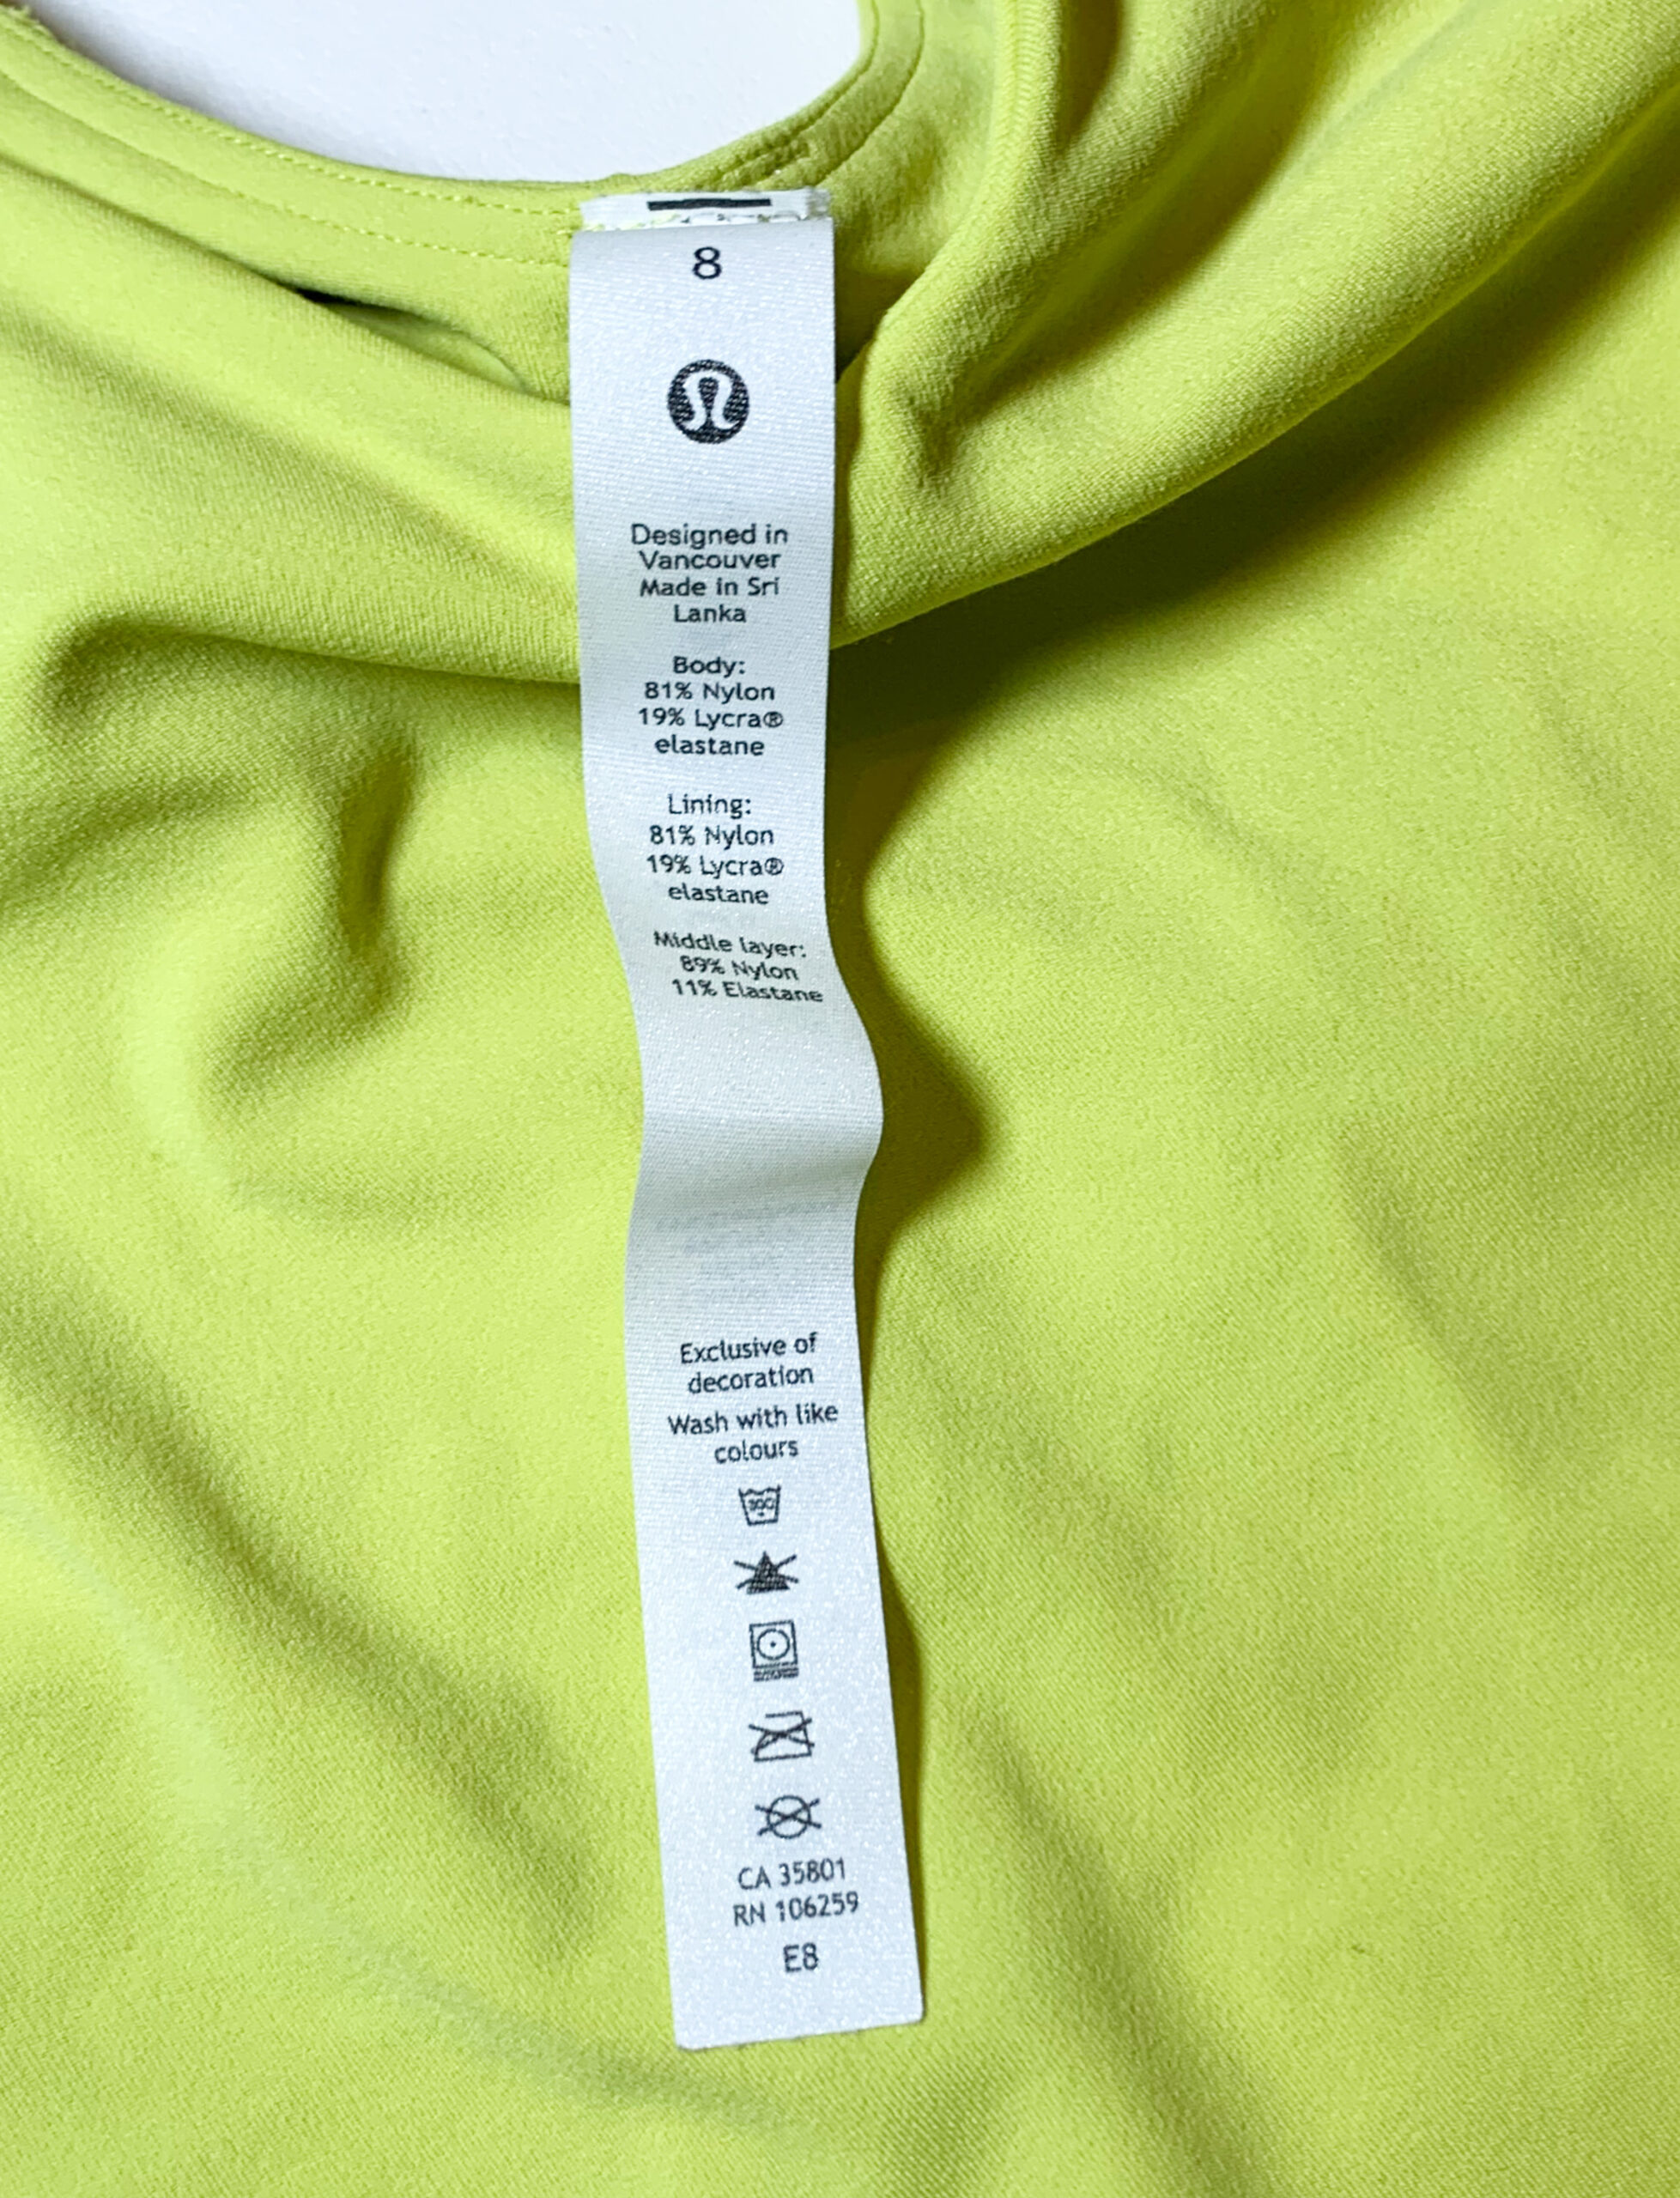 8
Designed in
Vancouver
Made in Sri
Lanka
Body:
81% Nylon
19% Lycra®
elastane
Lining:
81% Nylon
19% Lycra®
elastane
Middle layer:
89% Nylon
11% Elastane
Exclusive of
decoration
Wash with like
colours
30C
CA 35801
RN 106259
E8